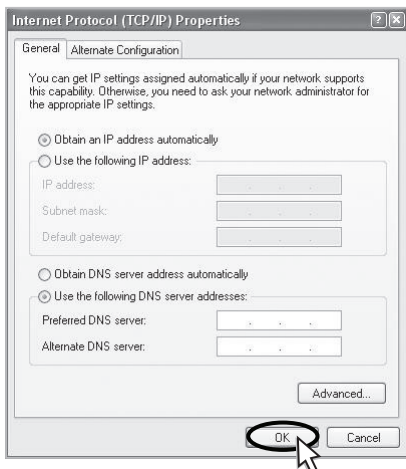 Internet Protocol (TCP/IP) Properties
General
Alternate Configuration
You can get IP settings assigned automatically if your network supports
this capability. Otherwise, you need to ask your network administrator for
the appropriate IP settings.
Obtain an IP address automatically
Use the following IP address:
IP address:
Subnet mask:
Default gateway:
Obtain DNS server address automatically
Use the following DNS server addresses:
Preferred DNS server:
Alternate DNS server:
Advanced...
OK
Cancel